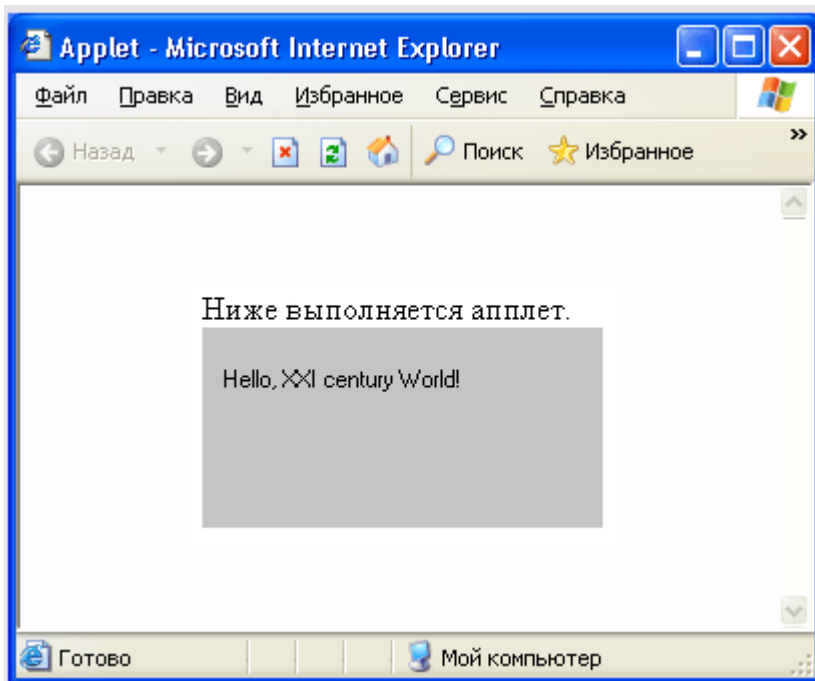 Applet - Microsoft Internet Explorer
Файл Правка Вид Избранное Сервис Справка
Назад Поиск Избранное »
Ниже выполняется апплет.
Hello, XXI century World!
Готово Мой компьютер